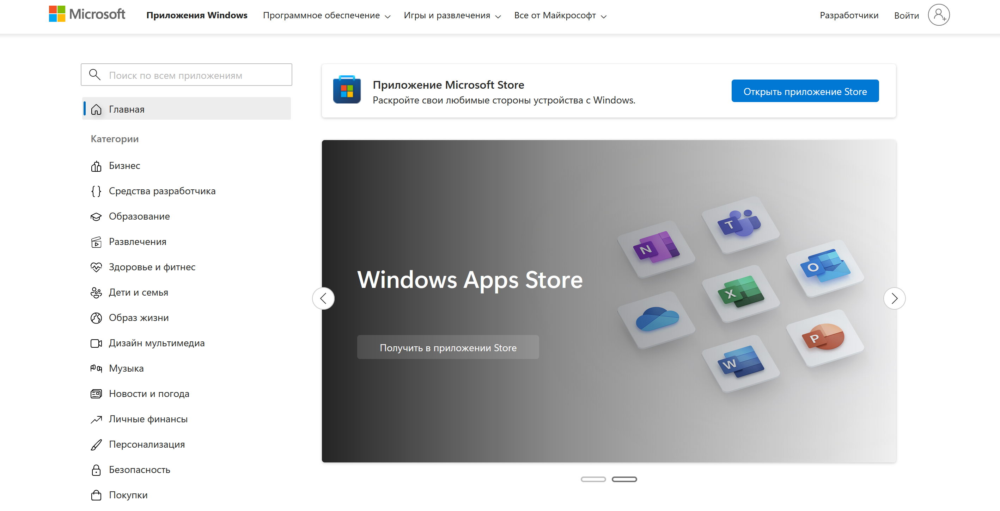 Microsoft
Приложения Windows
Программное обеспечение
Игры и развлечения
Все от Майкрософт
Разработчики
Войти
Поиск по всем приложениям
Главная
Категории
Бизнес
Средства разработчика
Образование
Развлечения
Здоровье и фитнес
Дети и семья
Образ жизни
Дизайн мультимедиа
Музыка
Новости и погода
Личные финансы
Персонализация
Безопасность
Покупки
Приложение Microsoft Store
Раскройте свои любимые стороны устройства с Windows.
Открыть приложение Store
Windows Apps Store
Получить в приложении Store
N
T
O
X
P
W